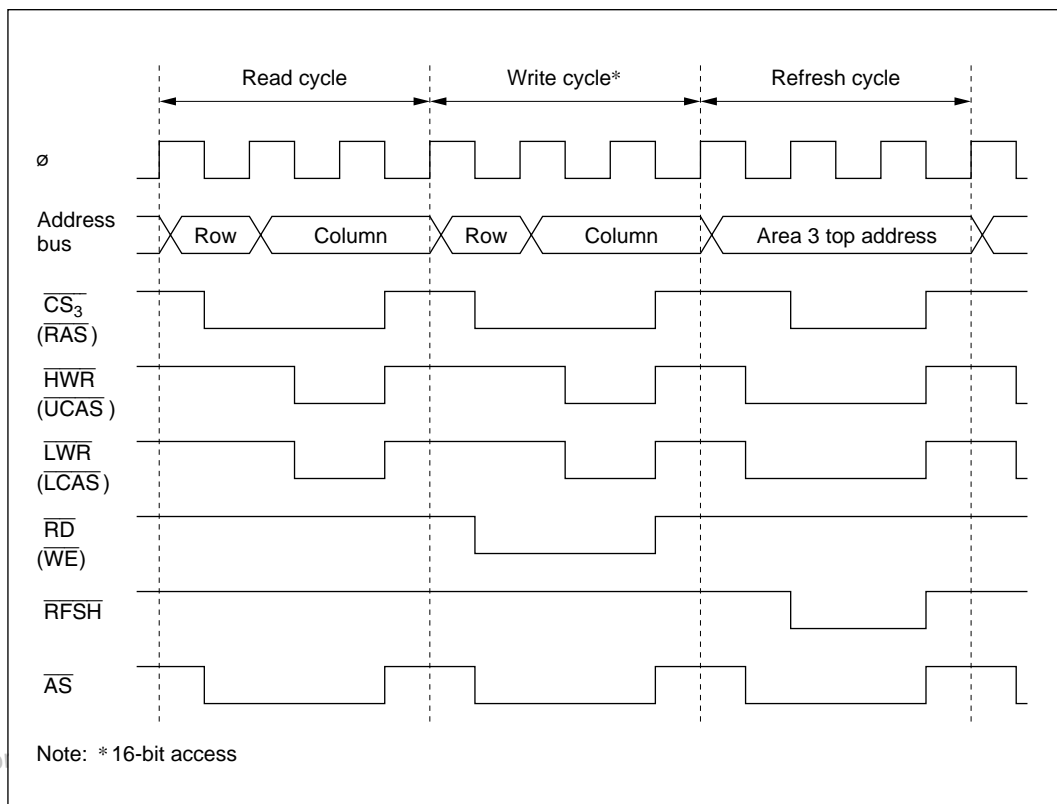 Read cycle Write cycle* Refresh cycle
ø
Address
bus
Row Column Row Column Area 3 top address
CS₃
(RAS)
HWR
(UCAS)
LWR
(LCAS)
RD
(WE)
RFSH
AS
Note: * 16-bit access